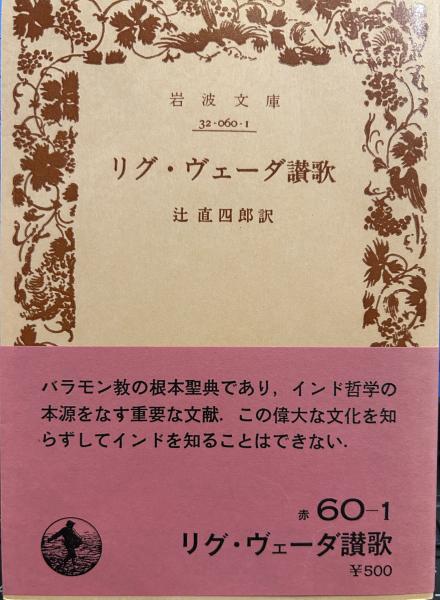 岩波文庫
32-060-1
リグ・ヴェーダ讃歌
辻直四郎訳
バラモン教の根本聖典であり，インド哲学の
本源をなす重要な文献．この偉大な文化を知
らずしてインドを知ることはできない．
赤 60-1
リグ・ヴェーダ讃歌
￥500